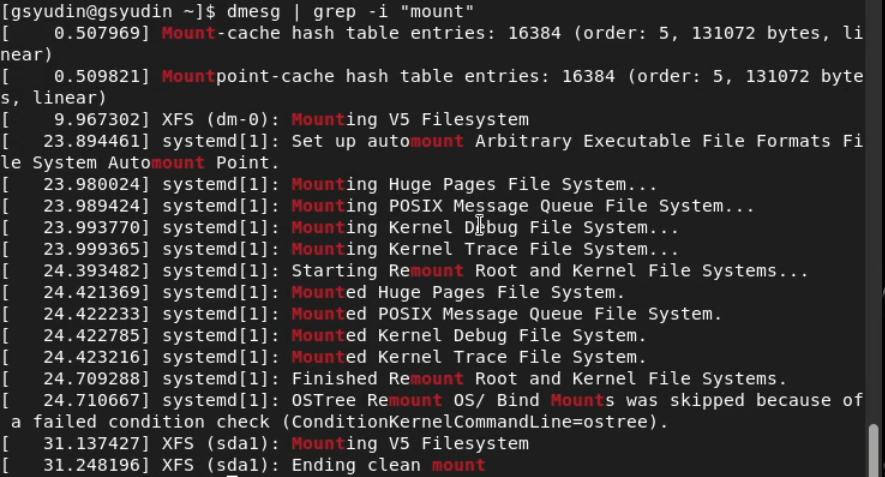 [gsyudin@gsyudin ~]$ dmesg | grep -i "mount"
[    0.507969] Mount-cache hash table entries: 16384 (order: 5, 131072 bytes, li
near)
[    0.509821] Mountpoint-cache hash table entries: 16384 (order: 5, 131072 byte
s, linear)
[    9.967302] XFS (dm-0): Mounting V5 Filesystem
[   23.894461] systemd[1]: Set up automount Arbitrary Executable File Formats Fi
le System Automount Point.
[   23.980024] systemd[1]: Mounting Huge Pages File System...
[   23.989424] systemd[1]: Mounting POSIX Message Queue File System...
[   23.993770] systemd[1]: Mounting Kernel Debug File System...
[   23.999365] systemd[1]: Mounting Kernel Trace File System...
[   24.393482] systemd[1]: Starting Remount Root and Kernel File Systems...
[   24.421369] systemd[1]: Mounted Huge Pages File System.
[   24.422233] systemd[1]: Mounted POSIX Message Queue File System.
[   24.422785] systemd[1]: Mounted Kernel Debug File System.
[   24.423216] systemd[1]: Mounted Kernel Trace File System.
[   24.709288] systemd[1]: Finished Remount Root and Kernel File Systems.
[   24.710667] systemd[1]: OSTree Remount OS/ Bind Mounts was skipped because of
 a failed condition check (ConditionKernelCommandLine=ostree).
[   31.137427] XFS (sda1): Mounting V5 Filesystem
[   31.248196] XFS (sda1): Ending clean mount